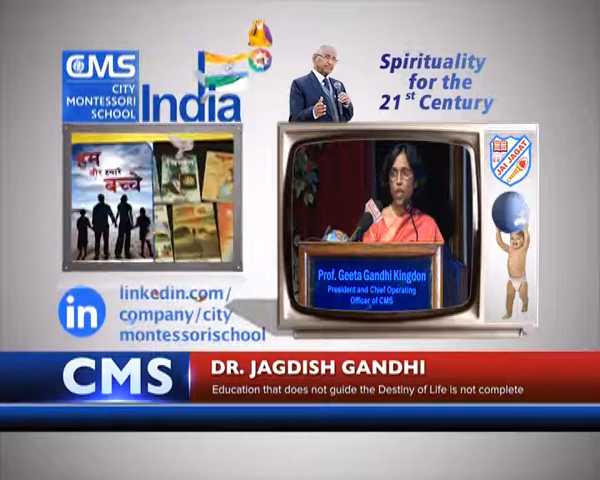 CMS
CITY
MONTESSORI
SCHOOL
India
Spirituality
for the
21st Century
हम
और हमारे
बच्चे
JAI JAGAT
Prof. Geeta Gandhi Kingdon
President and Chief Operating
Officer of CMS
in
linkedin.com/
company/city
montessorischool
CMS
DR. JAGDISH GANDHI
Education that does not guide the Destiny of Life is not complete